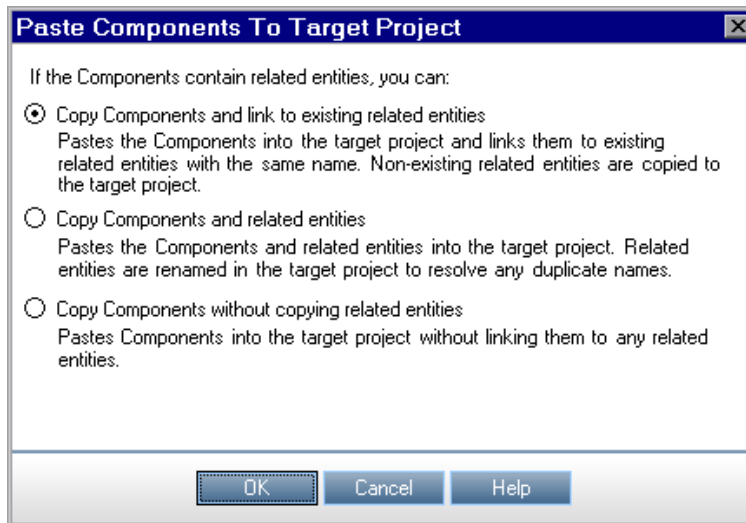 Paste Components To Target Project
If the Components contain related entities, you can:
Copy Components and link to existing related entities
Pastes the Components into the target project and links them to existing
related entities with the same name. Non-existing related entities are copied to
the target project.
Copy Components and related entities
Pastes the Components and related entities into the target project. Related
entities are renamed in the target project to resolve any duplicate names.
Copy Components without copying related entities
Pastes Components into the target project without linking them to any related
entities.
OK Cancel Help